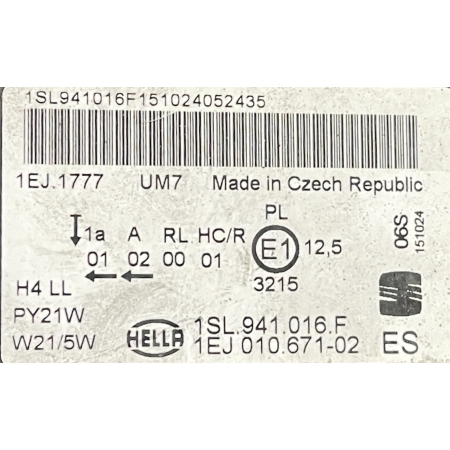 1SL941016F151024052435
1EJ.1777 UM7 Made in Czech Republic
PL
1a A RL HC/R E1 12,5
01 02 00 01
3215
06S
151024
H4 LL
PY21W
W21/5W
HELLA
1SL.941.016.F
1EJ 010.671-02
ES